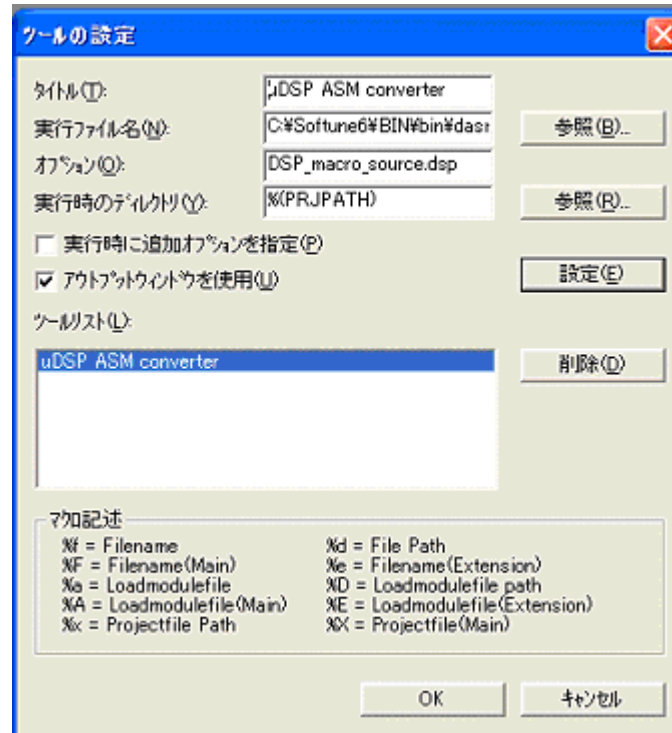 ツールの設定
タイトル(T): µDSP ASM converter
実行ファイル名(N): C:¥Softune6¥BIN¥bin¥dasr 参照(B)...
オプション(O): DSP_macro_source.dsp
実行時のディレクトリ(Y): %(PRJPATH) 参照(R)...
実行時に追加オプションを指定(P)
アウトプットウィンドウを使用(U) 設定(E)
ツールリスト(L):
uDSP ASM converter 削除(D)
マクロ記述
%f = Filename %d = File Path
%F = Filename(Main) %e = Filename(Extension)
%a = Loadmodulefile %D = Loadmodulefile path
%A = Loadmodulefile(Main) %E = Loadmodulefile(Extension)
%x = Projectfile Path %X = Projectfile(Main)
OK キャンセル